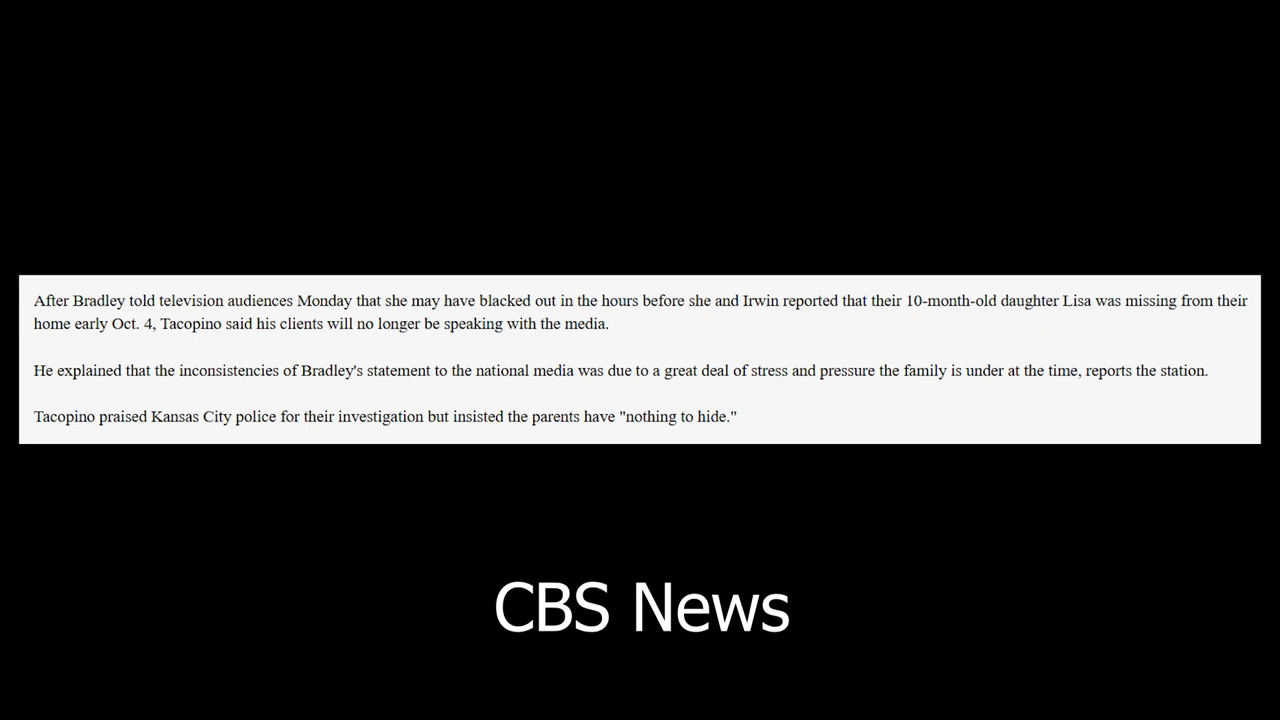 After Bradley told television audiences Monday that she may have blacked out in the hours before she and Irwin reported that their 10-month-old daughter Lisa was missing from their
home early Oct. 4, Tacopino said his clients will no longer be speaking with the media.
He explained that the inconsistencies of Bradley's statement to the national media was due to a great deal of stress and pressure the family is under at the time, reports the station.
Tacopino praised Kansas City police for their investigation but insisted the parents have "nothing to hide."
CBS News